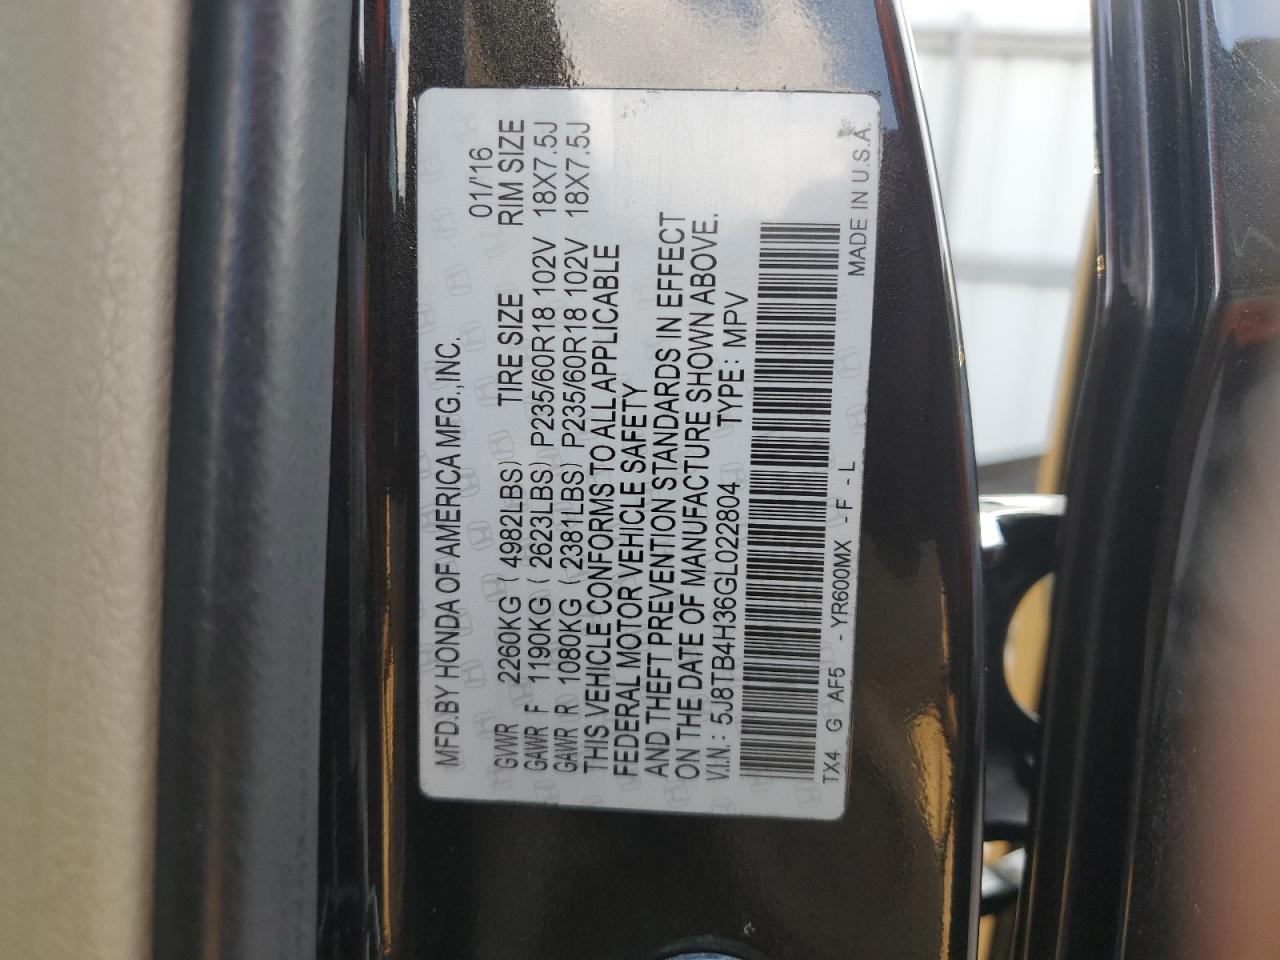 MFD.BY HONDA OF AMERICA MFG.,INC. 01/'16
GVWR 2260KG ( 4982LBS) TIRE SIZE RIM SIZE
GAWR F 1190KG ( 2623LBS) P235/60R18 102V 18X7.5J
GAWR R 1080KG ( 2381LBS) P235/60R18 102V 18X7.5J
THIS VEHICLE CONFORMS TO ALL APPLICABLE
FEDERAL MOTOR VEHICLE SAFETY
AND THEFT PREVENTION STANDARDS IN EFFECT
ON THE DATE OF MANUFACTURE SHOWN ABOVE.
V.I.N.: 5J8TB4H36GL022804 TYPE: MPV
TX4 G AF5 - YR600MX - F - L MADE IN U.S.A.